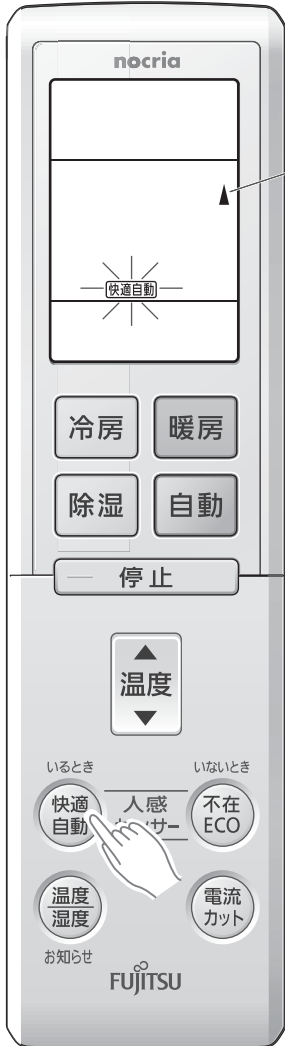 nocria
快適自動
冷房 暖房
除湿 自動
停止
温度
いるとき いないとき
快適
自動
人感
サー
不在
ECO
温度
湿度
電流
カット
お知らせ
FUJITSU